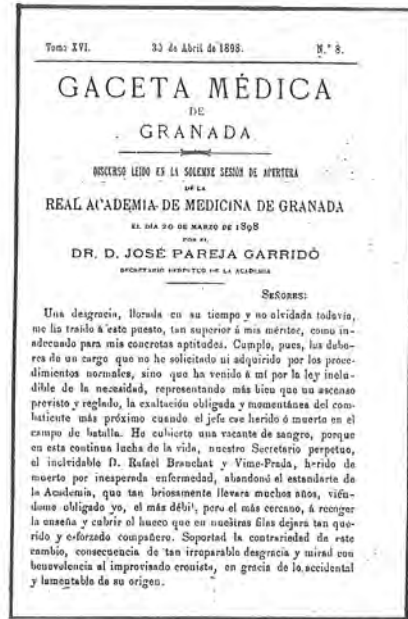 Tomo XVI. 30 de Abril de 1898. N.° 8.
GACETA MÉDICA
DE
GRANADA
DISCURSO LEIDO EN LA SOLEMNE SESIÓN DE APERTURA
DE LA
REAL ACADEMIA DE MEDICINA DE GRANADA
EL DÍA 20 DE MARZO DE 1898
POR EL
DR. D. JOSÉ PAREJA GARRIDO
SECRETARIO PERPETUO DE LA ACADEMIA
SEÑORES:
Una desgracia, llorada en su tiempo y no olvidada todavía,
me ha traido á este puesto, tan superior á mis méritos, como in-
adecuado para mis concretas aptitudes. Cumplo, pues, los debe-
res de un cargo que no he solicitado ni adquirido por los proce-
dimientos normales, sino que ha venido á mí por la ley inelu-
dible de la necesidad, representando más bien que un ascenso
previsto y reglado, la exaltación obligada y momentánea del com-
batiente más próximo cuando el jefe cae herido ó muerto en el
campo de batalla. He cubierto una vacante de sangre, porque
en esta continua lucha de la vida, nuestro Secretario perpetuo,
el inolvidable D. Rafael Branchat y Vime-Prada, herido de
muerto por inesperada enfermedad, abandonó el estandarte de
la Academia, que tan briosamente llevara muchos años, vién-
dome obligado yo, el más débil, pero el más cercano, á recoger
la enseña y cubrir el hueco que en nuestras filas dejara tan que-
rido y esforzado compañero. Soportad la contrariedad de este
cambio, consecuencia de tan irroparable desgracia y mirad con
benevolencia al improvisado cronista, en gracia de lo accidental
y lamentable de su origen.